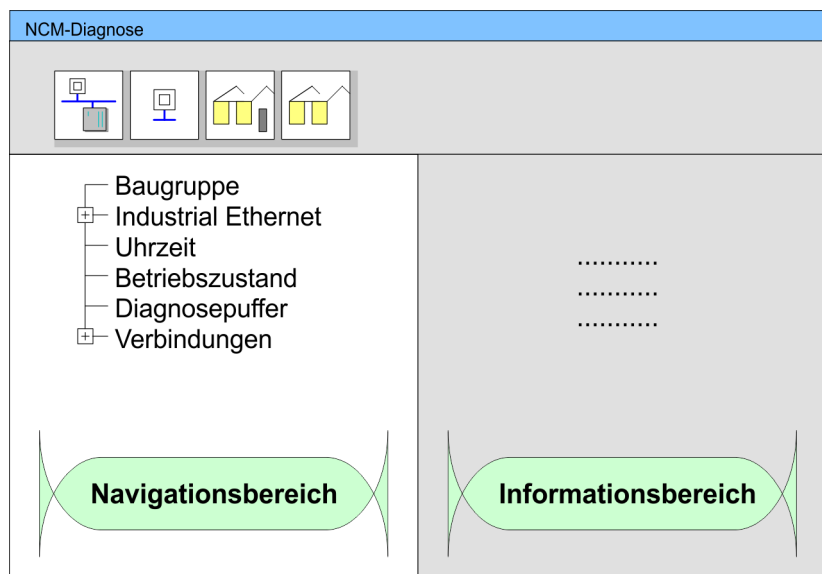 NCM-Diagnose
Baugruppe
Industrial Ethernet
Uhrzeit
Betriebszustand
Diagnosepuffer
Verbindungen
...........
...........
...........
Navigationsbereich
Informationsbereich